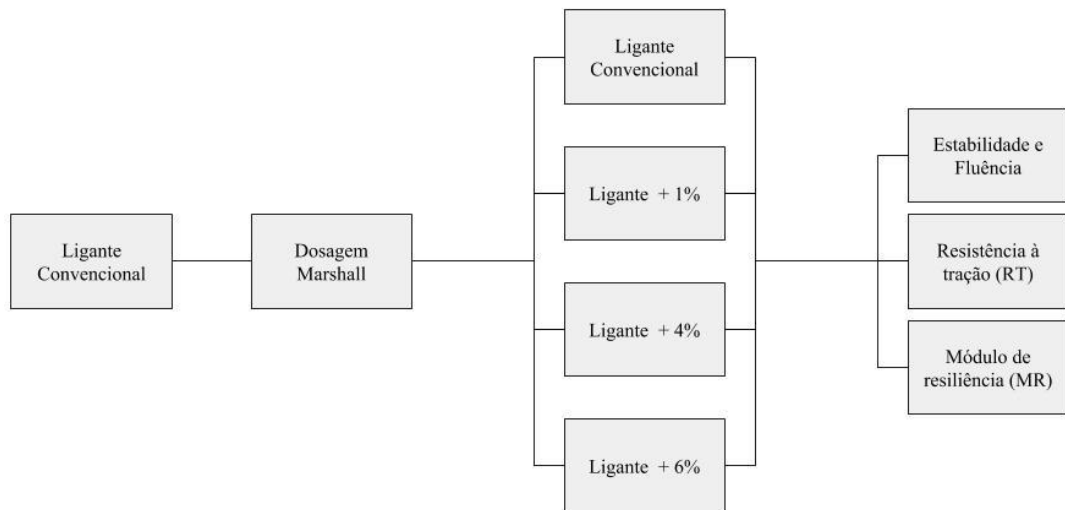 Ligante
Convencional
Dosagem
Marshall
Ligante
Convencional
Ligante + 1%
Ligante + 4%
Ligante + 6%
Estabilidade e
Fluência
Resistência à
tração (RT)
Módulo de
resiliência (MR)